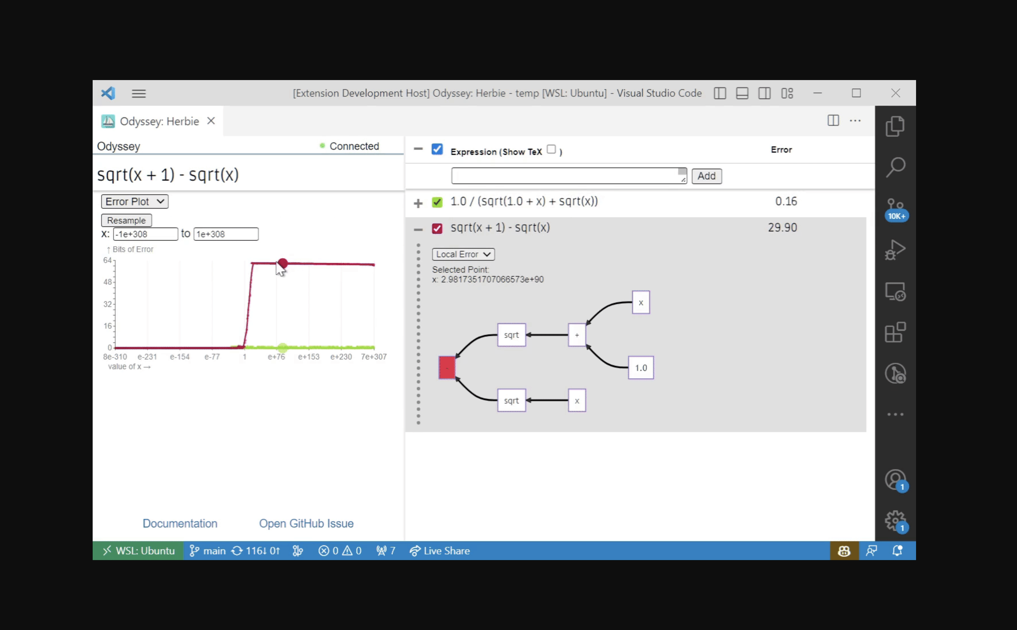 [Extension Development Host] Odyssey: Herbie - temp [WSL: Ubuntu] - Visual Studio Code
Odyssey: Herbie
Odyssey
Connected
sqrt(x + 1) - sqrt(x)
Error Plot
Resample
x: -1e+308 to 1e+308
↑ Bits of Error
64
48
32
16
0
8e-310 e-231 e-154 e-77 1 e+76 e+153 e+230 7e+307
value of x →
Documentation
Open GitHub Issue
Expression (Show TeX )
Error
Add
1.0 / (sqrt(1.0 + x) + sqrt(x))
0.16
sqrt(x + 1) - sqrt(x)
29.90
Local Error
Selected Point:
x: 2.9817351707066573e+90
x
sqrt
+
1.0
sqrt
x
10K+
1
1
WSL: Ubuntu
main
116↓ 0↑
0
0
7
Live Share